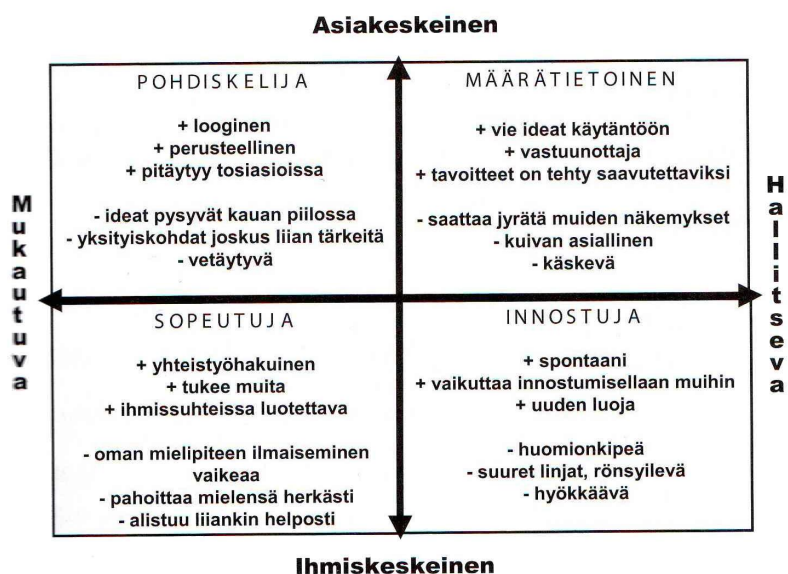 Asiakeskeinen
POHDISKELIJA
+ looginen
+ perusteellinen
+ pitäytyy tosiasioissa
- ideat pysyvät kauan piilossa
- yksityiskohdat joskus liian tärkeitä
- vetäytyvä
MÄÄRÄTIETOINEN
+ vie ideat käytäntöön
+ vastuunottaja
+ tavoitteet on tehty saavutettaviksi
- saattaa jyrätä muiden näkemykset
- kuivan asiallinen
- käskevä
Mukautuva
Hallitseva
SOPEUTUJA
+ yhteistyöhakuinen
+ tukee muita
+ ihmissuhteissa luotettava
- oman mielipiteen ilmaiseminen
vaikeaa
- pahoittaa mielensä herkästi
- alistuu liiankin helposti
INNOSTUJA
+ spontaani
+ vaikuttaa innostumisellaan muihin
+ uuden luoja
- huomionkipeä
- suuret linjat, rönsyilevä
- hyökkäävä
Ihmiskeskeinen